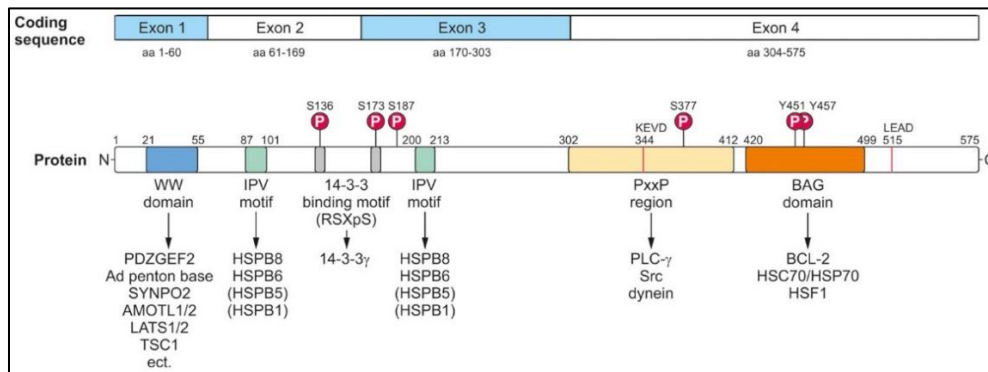 Coding sequence
Exon 1 Exon 2 Exon 3 Exon 4
aa 1-60 aa 61-169 aa 170-303 aa 304-575
S136 S173 S187 S377 Y451 Y457
P P P P P P
1 21 55 87 101 200 213 302 KEVD 344 412 420 499 LEAD 515 575
Protein N- -C
WW domain
IPV motif
14-3-3 binding motif (RSXpS)
IPV motif
PxxP region
BAG domain
PDZGEF2
Ad penton base
SYNPO2
AMOTL1/2
LATS1/2
TSC1
ect.
HSPB8
HSPB6
(HSPB5)
(HSPB1)
14-3-3γ
HSPB8
HSPB6
(HSPB5)
(HSPB1)
PLC-γ
Src
dynein
BCL-2
HSC70/HSP70
HSF1